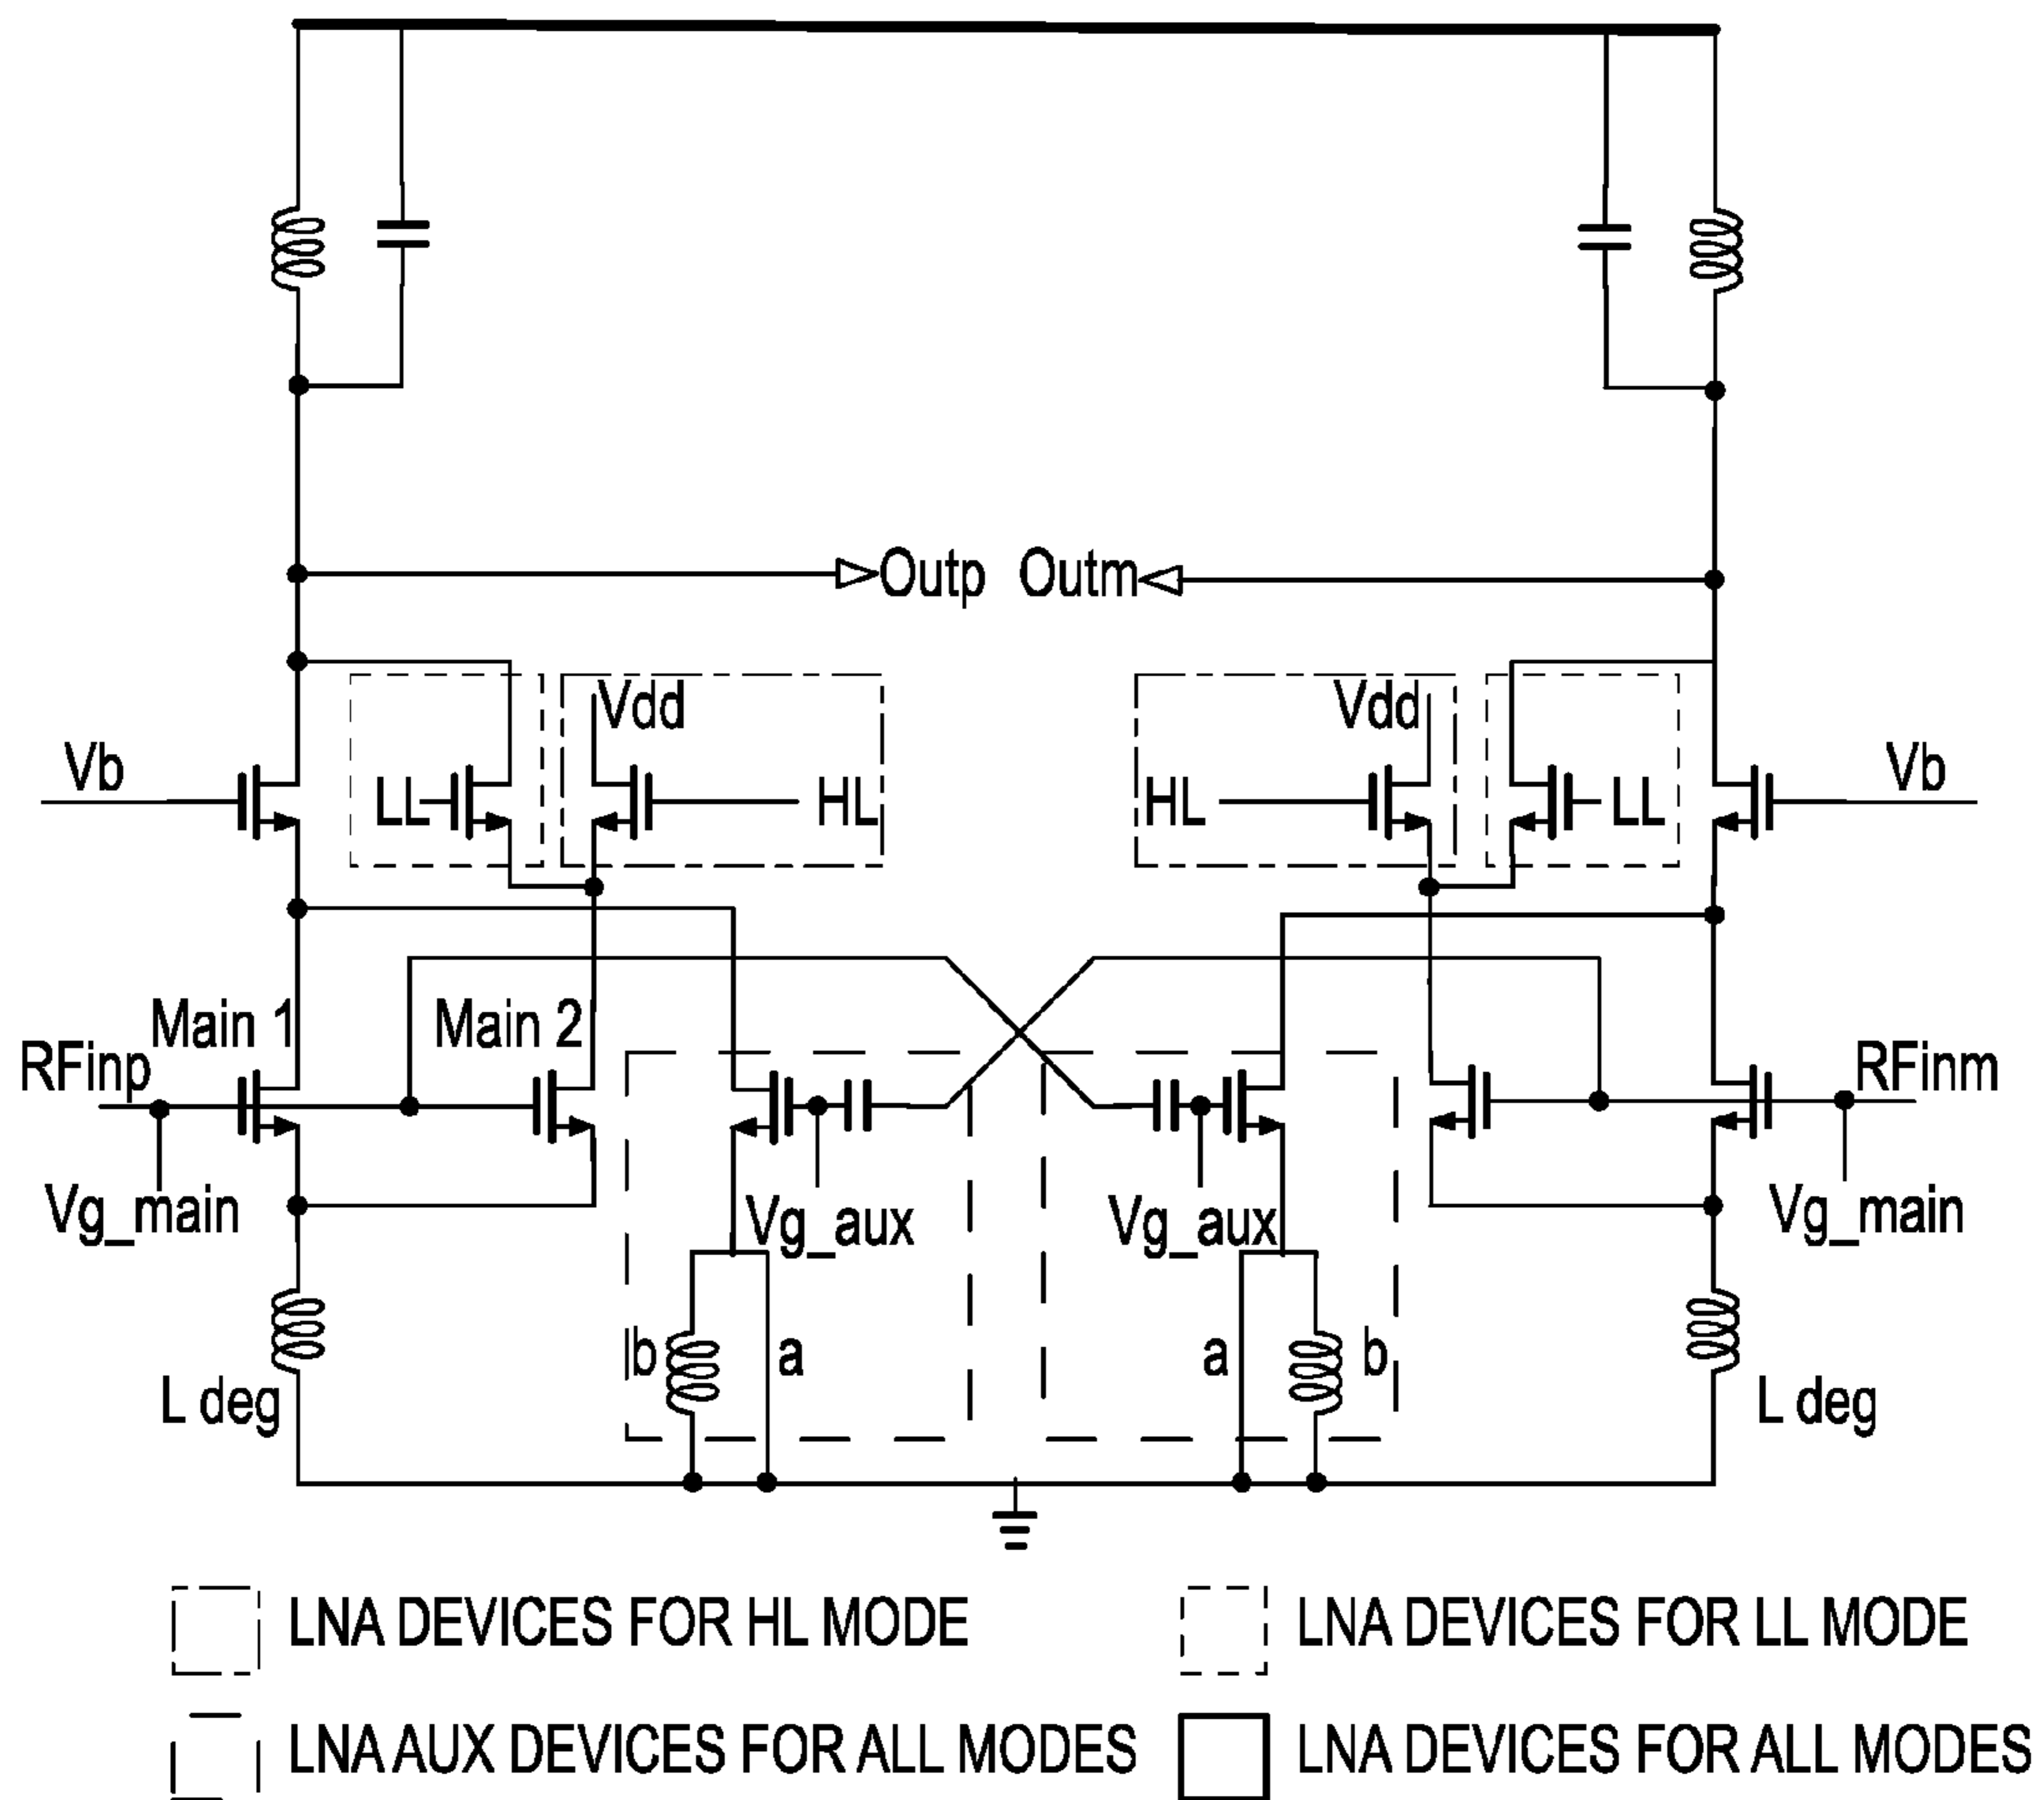 Outp Outm
Vdd Vdd
Vb LL HL HL LL Vb
Main 1 Main 2
RFinp RFinm
Vg_main Vg_aux Vg_aux Vg_main
b a a b
L deg L deg
LNA DEVICES FOR HL MODE LNA DEVICES FOR LL MODE
LNA AUX DEVICES FOR ALL MODES LNA DEVICES FOR ALL MODES